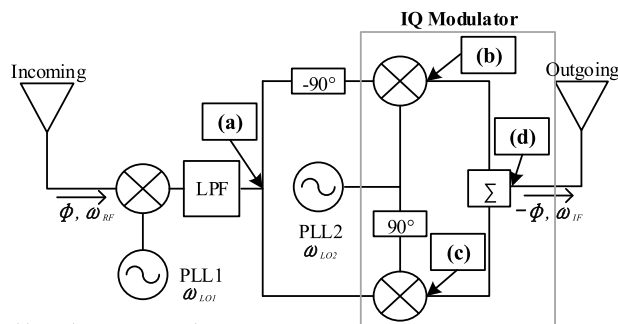 IQ Modulator
Incoming
-90°
(b)
Outgoing
(a)
(d)
LPF
Σ
ϕ, ω_RF
PLL2
ω_LO2
90°
-ϕ, ω_IF
PLL1
ω_LO1
(c)